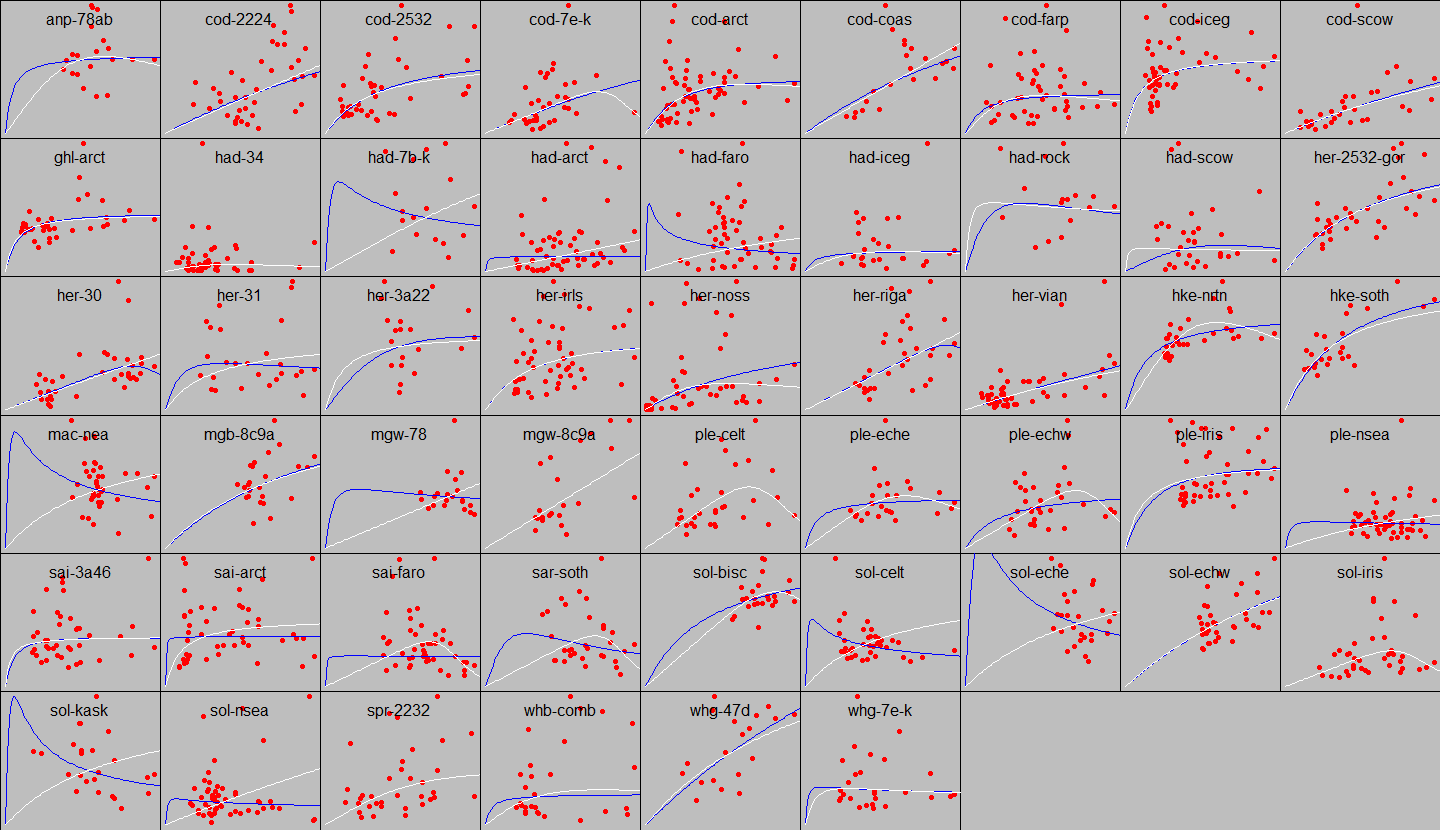 anp-78ab cod-2224 cod-2532 cod-7e-k cod-arct cod-coas cod-farp cod-iceg cod-scow
ghl-arct had-34 had-7b-k had-arct had-faro had-iceg had-rock had-scow her-2532-gor
her-30 her-31 her-3a22 her-irls her-noss her-riga her-vian hke-nrtn hke-soth
mac-nea mgb-8c9a mgw-78 mgw-8c9a ple-celt ple-eche ple-echw ple-iris ple-nsea
sai-3a46 sai-arct sai-faro sar-soth sol-bisc sol-celt sol-eche sol-echw sol-iris
sol-kask sol-nsea spr-2232 whb-comb whg-47d whg-7e-k